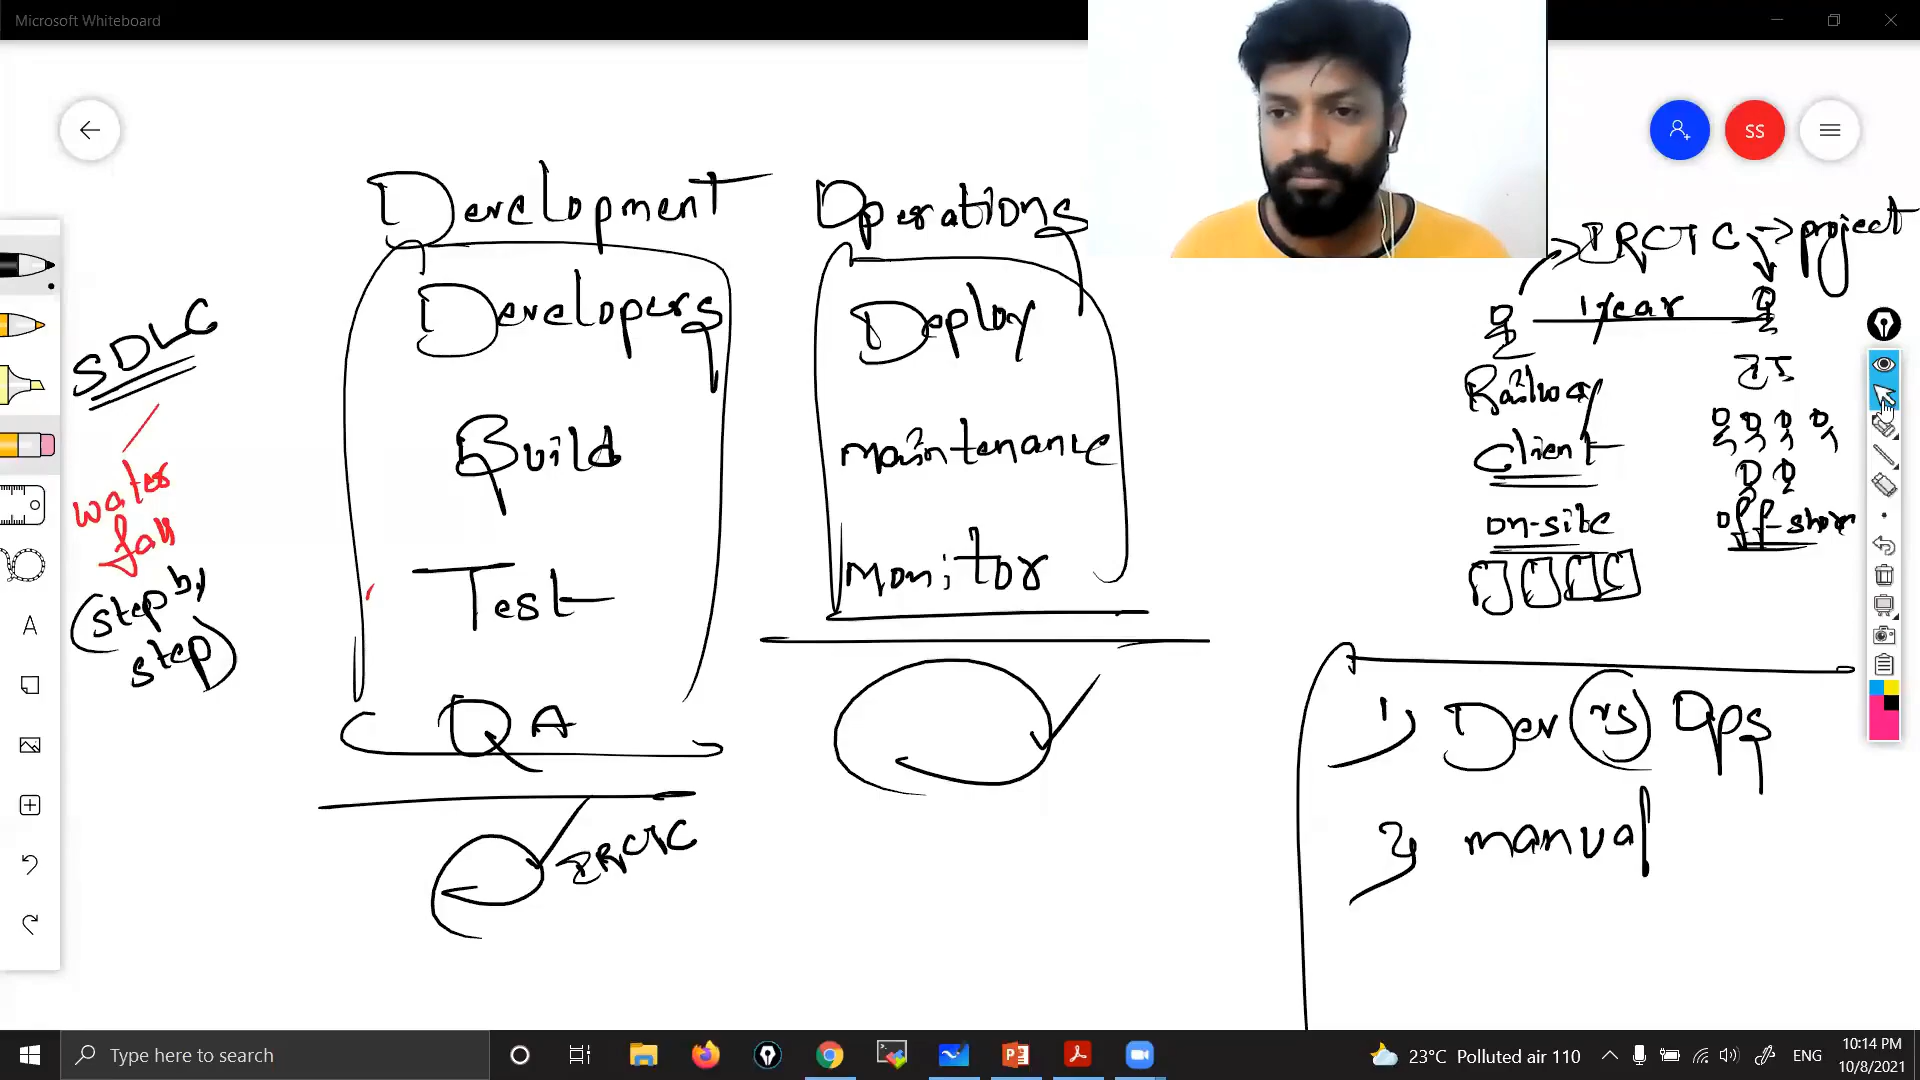 Microsoft Whiteboard
SS
Development
Developers
Build
Test
QA
IRCTC
Operations
Deploy
Maintenance
Monitor
SDLC
water
fall
(step by
step)
IRCTC → project
1 year
Railway
Client
on-site
off-shore
1) Dev vs Ops
2) manual
Type here to search
23°C Polluted air 110
ENG
10:14 PM
10/8/2021